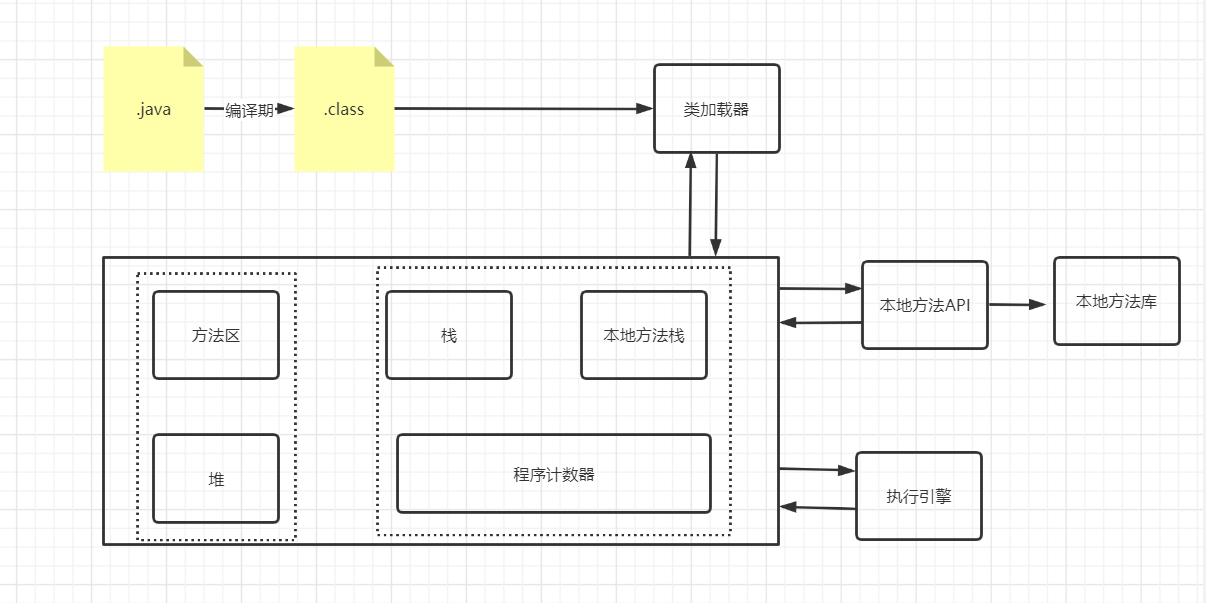 .java
编译期
.class
类加载器
方法区
栈
本地方法栈
本地方法API
本地方法库
堆
程序计数器
执行引擎